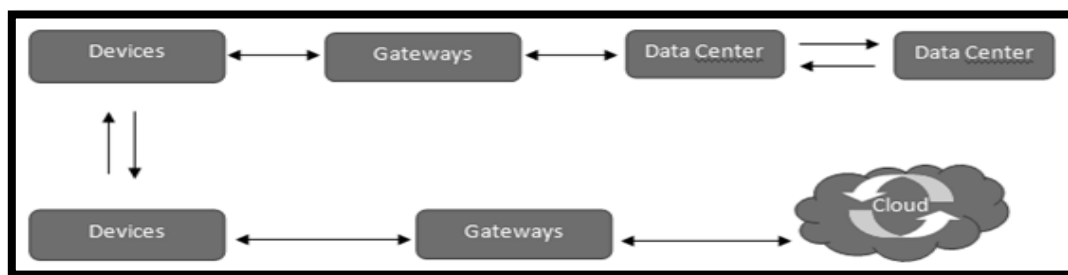 Devices
Gateways
Data Center
Data Center
Devices
Gateways
Cloud